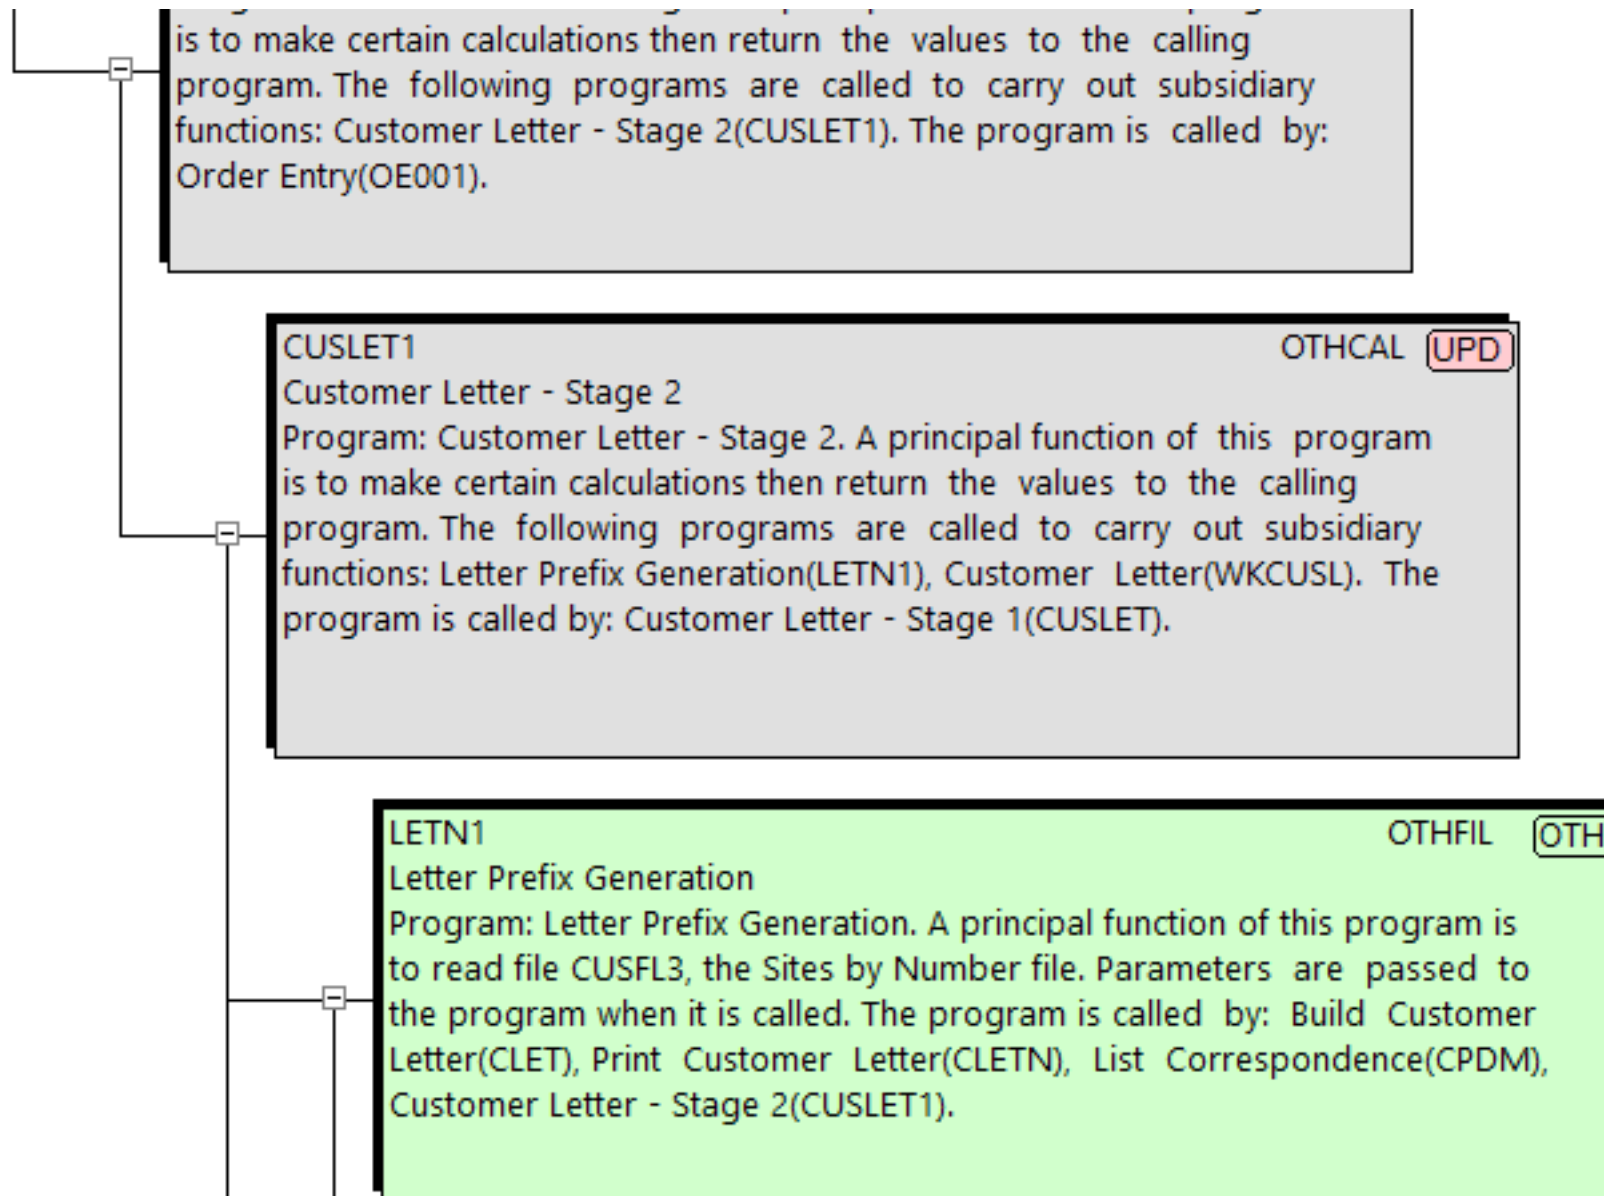 is to make certain calculations then return the values to the calling
program. The following programs are called to carry out subsidiary
functions: Customer Letter - Stage 2(CUSLET1). The program is called by:
Order Entry(OE001).
CUSLET1 OTHCAL UPD
Customer Letter - Stage 2
Program: Customer Letter - Stage 2. A principal function of this program
is to make certain calculations then return the values to the calling
program. The following programs are called to carry out subsidiary
functions: Letter Prefix Generation(LETN1), Customer Letter(WKCUSL). The
program is called by: Customer Letter - Stage 1(CUSLET).
LETN1 OTHFIL OTH
Letter Prefix Generation
Program: Letter Prefix Generation. A principal function of this program is
to read file CUSFL3, the Sites by Number file. Parameters are passed to
the program when it is called. The program is called by: Build Customer
Letter(CLET), Print Customer Letter(CLETN), List Correspondence(CPDM),
Customer Letter - Stage 2(CUSLET1).